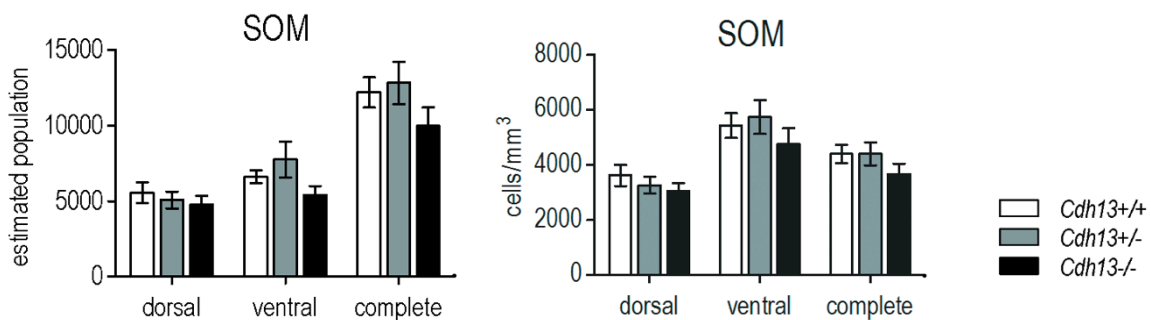 SOM
15000
10000
5000
0
estimated population
dorsal ventral complete
SOM
8000
6000
4000
2000
0
cells/mm³
dorsal ventral complete
Cdh13+/+
Cdh13+/-
Cdh13-/-